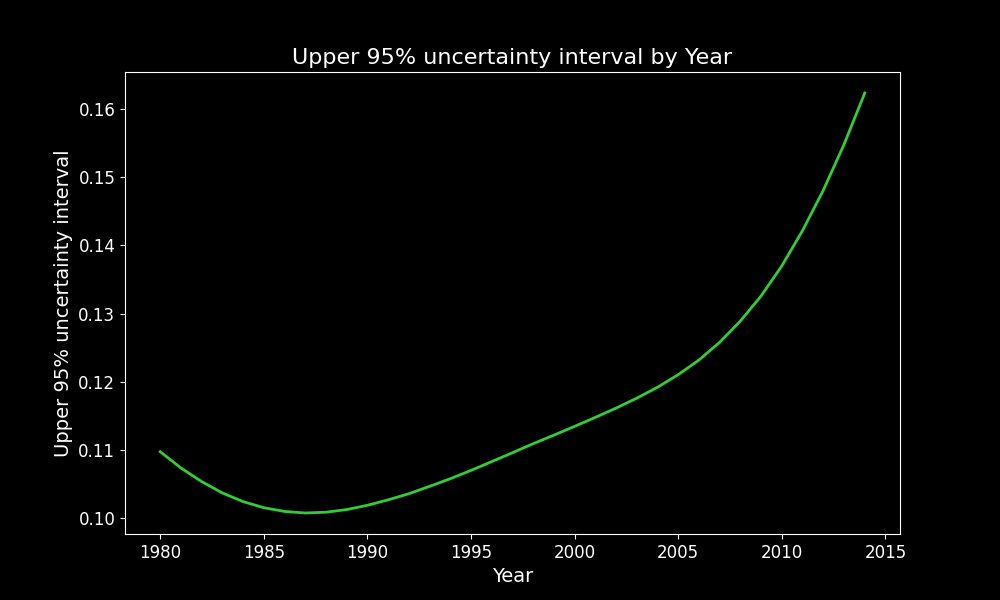 Upper 95% uncertainty interval by Year
Upper 95% uncertainty interval
0.16
0.15
0.14
0.13
0.12
0.11
0.10
1980 1985 1990 1995 2000 2005 2010 2015
Year